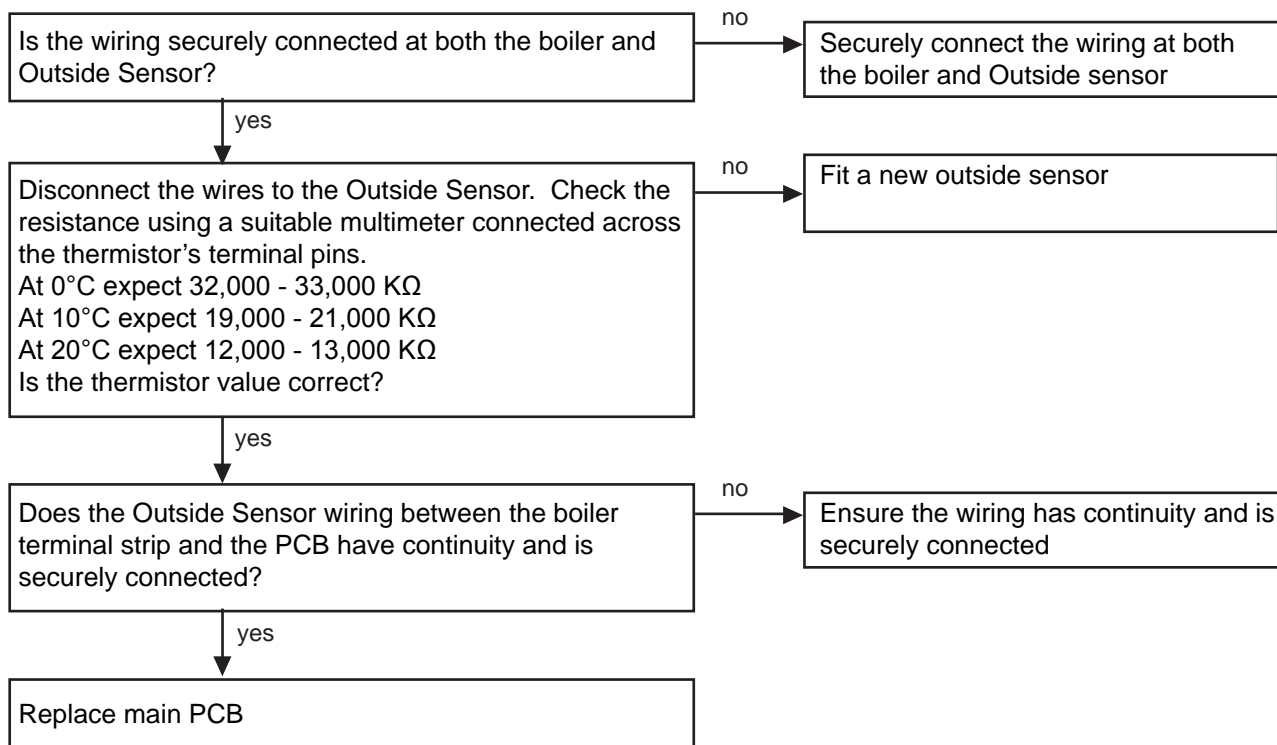 Is the wiring securely connected at both the boiler and
Outside Sensor?
no
Securely connect the wiring at both
the boiler and Outside sensor
yes
Disconnect the wires to the Outside Sensor.  Check the
resistance using a suitable multimeter connected across
the thermistor's terminal pins.
At 0°C expect 32,000 - 33,000 KΩ
At 10°C expect 19,000 - 21,000 KΩ
At 20°C expect 12,000 - 13,000 KΩ
Is the thermistor value correct?
no
Fit a new outside sensor
yes
Does the Outside Sensor wiring between the boiler
terminal strip and the PCB have continuity and is
securely connected?
no
Ensure the wiring has continuity and is
securely connected
yes
Replace main PCB